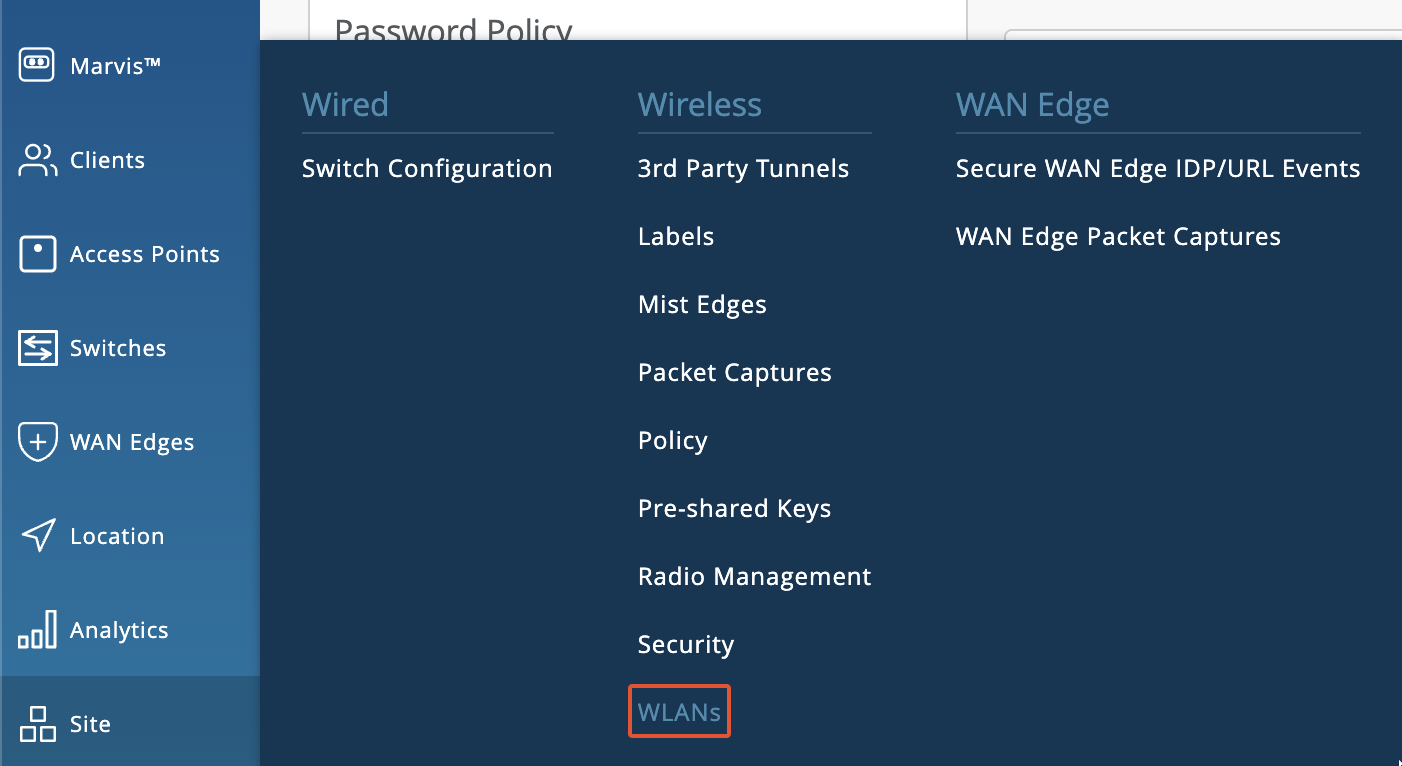 Password Policy
Marvis™
Clients
Access Points
Switches
WAN Edges
Location
Analytics
Site
Wired
Switch Configuration
Wireless
3rd Party Tunnels
Labels
Mist Edges
Packet Captures
Policy
Pre-shared Keys
Radio Management
Security
WLANs
WAN Edge
Secure WAN Edge IDP/URL Events
WAN Edge Packet Captures